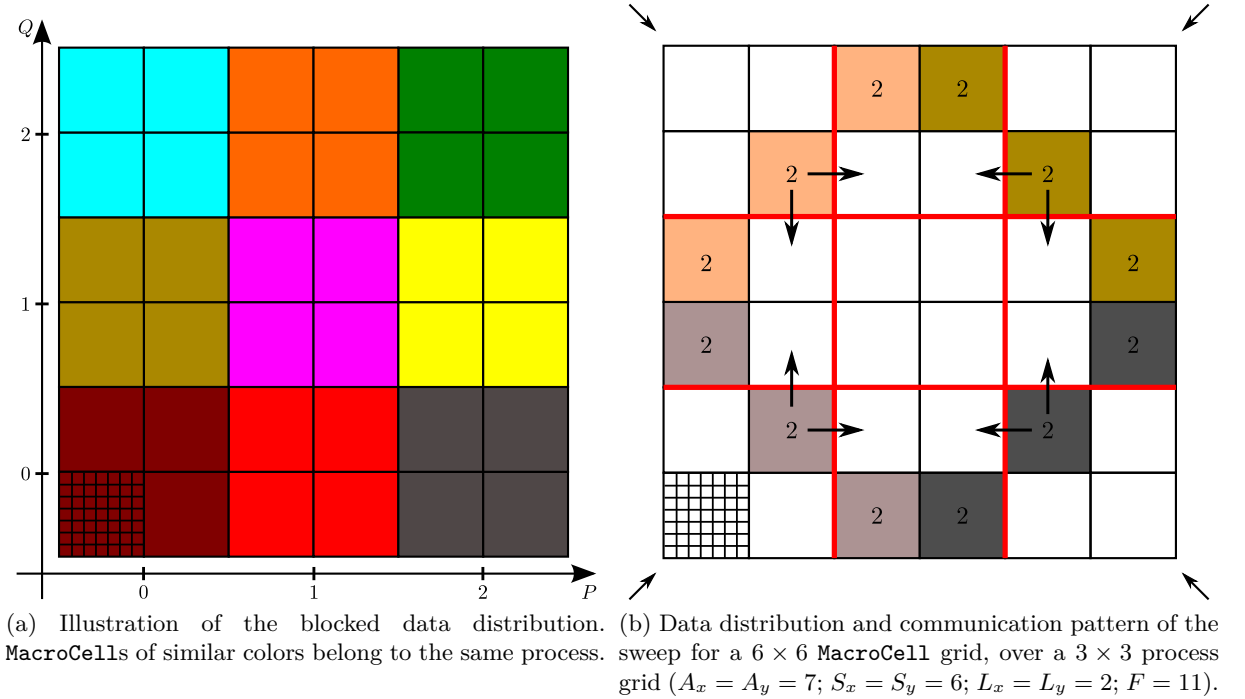 Q
2
1
0
0
1
2
P
2
2
2
2
2
2
2
2
2
2
2
2
(a) Illustration of the blocked data distribution.
MacroCells of similar colors belong to the same process.
(b) Data distribution and communication pattern of the
sweep for a 6 × 6 MacroCell grid, over a 3 × 3 process
grid (Aₓ = A_y = 7; Sₓ = S_y = 6; Lₓ = L_y = 2; F = 11).